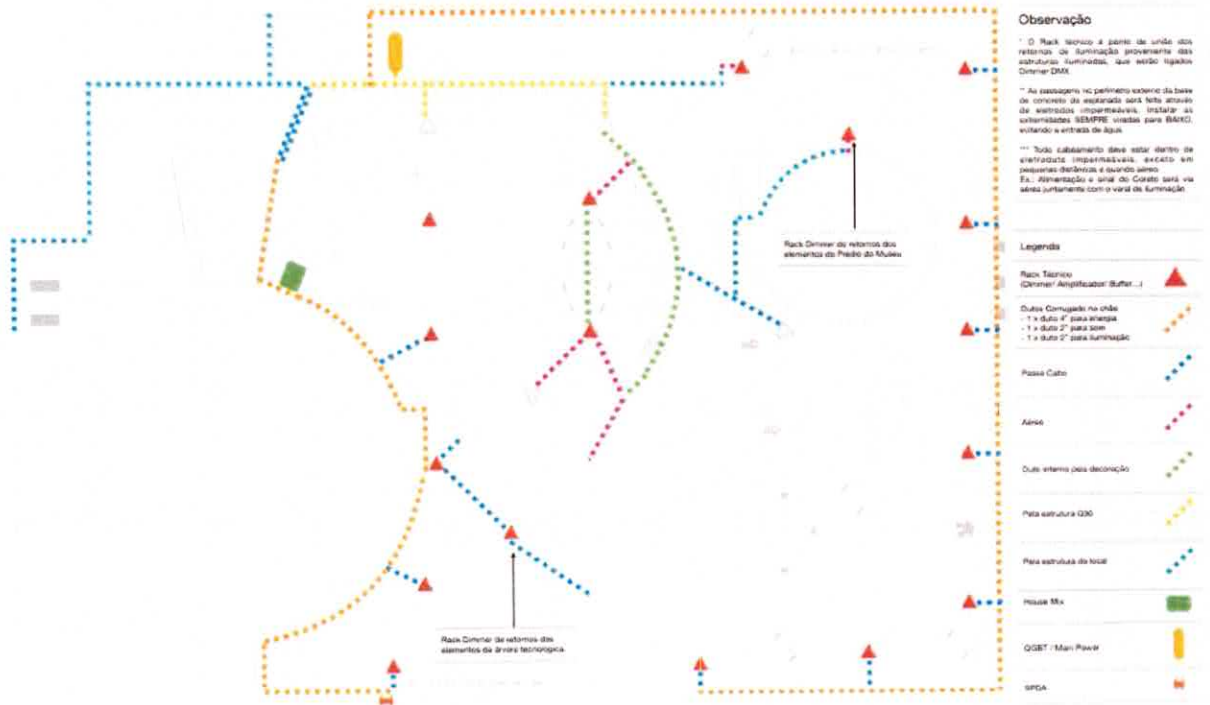 Observação
* O Rack técnico é ponto de união dos
retornos de iluminação proveniente das
estruturas iluminadas, que serão ligados
Dimmer DMX.
** As passagens no perímetro externo da base
de concreto da esplanada será feito através
de eletrodos impermeáveis. Instalar as
extremidades SEMPRE viradas para BAIXO,
evitando a entrada de água.
*** Todo cabeamento deve estar dentro de
eletroduto impermeáveis, exceto em
pequenas distâncias e quando aéreo.
Ex.: Alimentação e sinal do Coreto será via
aérea juntamente com o varal de iluminação.
Rack Dimmer de retornos dos
elementos do Prédio do Museu
Legenda
Rack Técnico
(Dimmer/ Amplificador/ Buffer...)
Dutos Corrugado no chão
- 1 x duto 4" para energia
- 1 x duto 2" para som
- 1 x duto 2" para iluminação
Passa Cabo
Aéreo
Duto interno pela decoração
Pela estrutura Q30
Pela estrutura do local
House Mix
QGBT / Main Power
SPDA
Rack Dimmer de retornos dos
elementos da árvore tecnológica